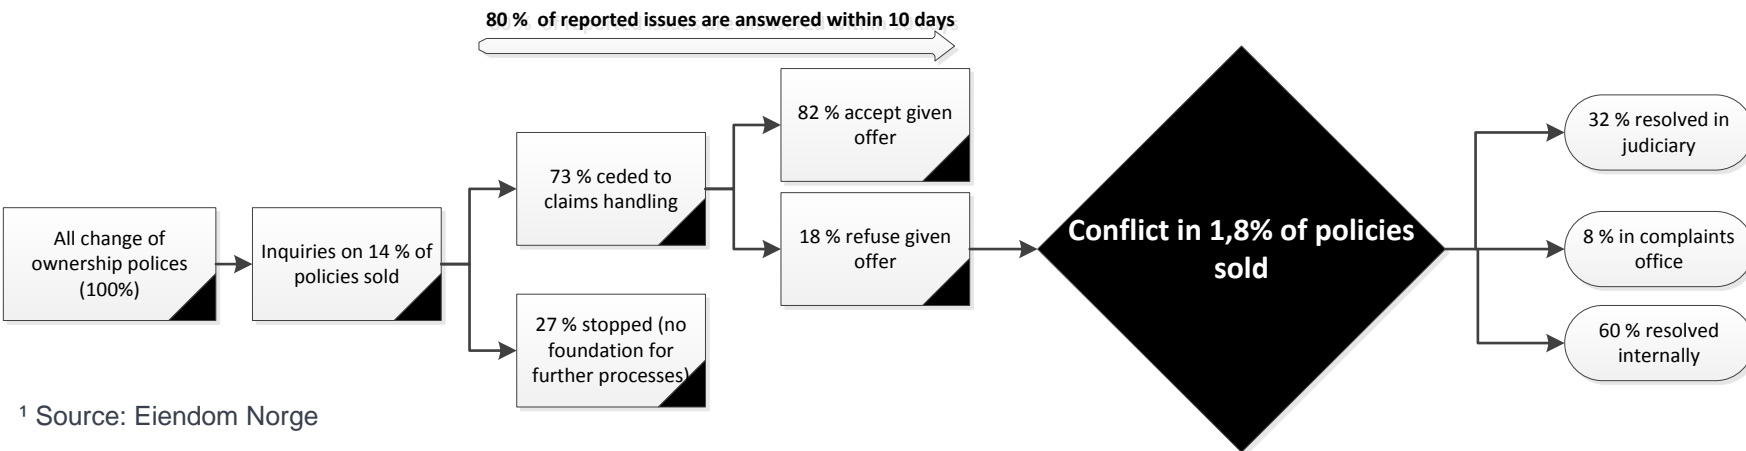 80 % of reported issues are answered within 10 days
All change of
ownership polices
(100%)
Inquiries on 14 % of
policies sold
73 % ceded to
claims handling
27 % stopped (no
foundation for
further processes)
82 % accept given
offer
18 % refuse given
offer
Conflict in 1,8% of policies
sold
32 % resolved in
judiciary
8 % in complaints
office
60 % resolved
internally
¹ Source: Eiendom Norge